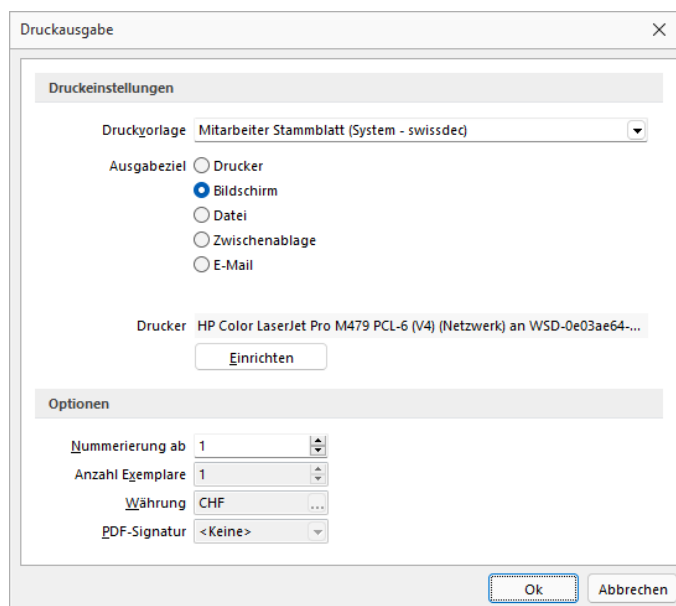 Druckausgabe
Druckeinstellungen
Druckvorlage Mitarbeiter Stammblatt (System - swissdec)
Ausgabeziel Drucker
Bildschirm
Datei
Zwischenablage
E-Mail
Drucker HP Color LaserJet Pro M479 PCL-6 (V4) (Netzwerk) an WSD-0e03ae64-...
Einrichten
Optionen
Nummerierung ab 1
Anzahl Exemplare 1
Währung CHF ...
PDF-Signatur <Keine>
Ok Abbrechen